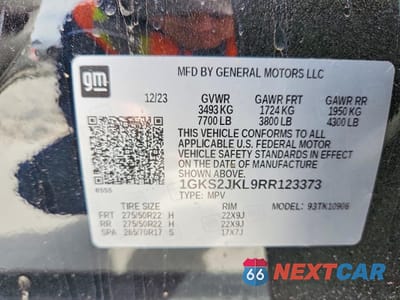 gm
MFD BY GENERAL MOTORS LLC
12/23 GVWR GAWR FRT GAWR RR
3493 KG 1724 KG 1950 KG
7700 LB 3800 LB 4300 LB
THIS VEHICLE CONFORMS TO ALL
APPLICABLE U.S. FEDERAL MOTOR
VEHICLE SAFETY STANDARDS IN EFFECT
ON THE DATE OF MANUFACTURE
SHOWN ABOVE.
1GKS2JKL9RR123373
TYPE: MPV MODEL: 93TK10906
TIRE SIZE RIM
FRT 275/50R22 H 22X9J
RR 275/50R22 H 22X9J
SPA 265/70R17 S 17X7J
66 NEXTCAR